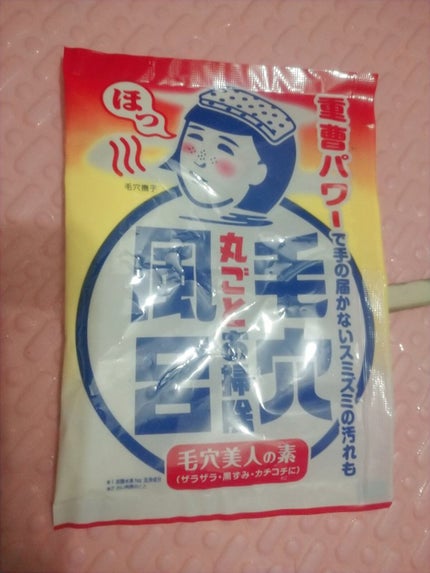 重曹パワーで手の届かないスミズミの汚れも
ほっ
毛穴撫子
毛穴
丸ごとお掃除
風呂
毛穴美人の素
(ザラザラ・黒ずみ・カチコチに)